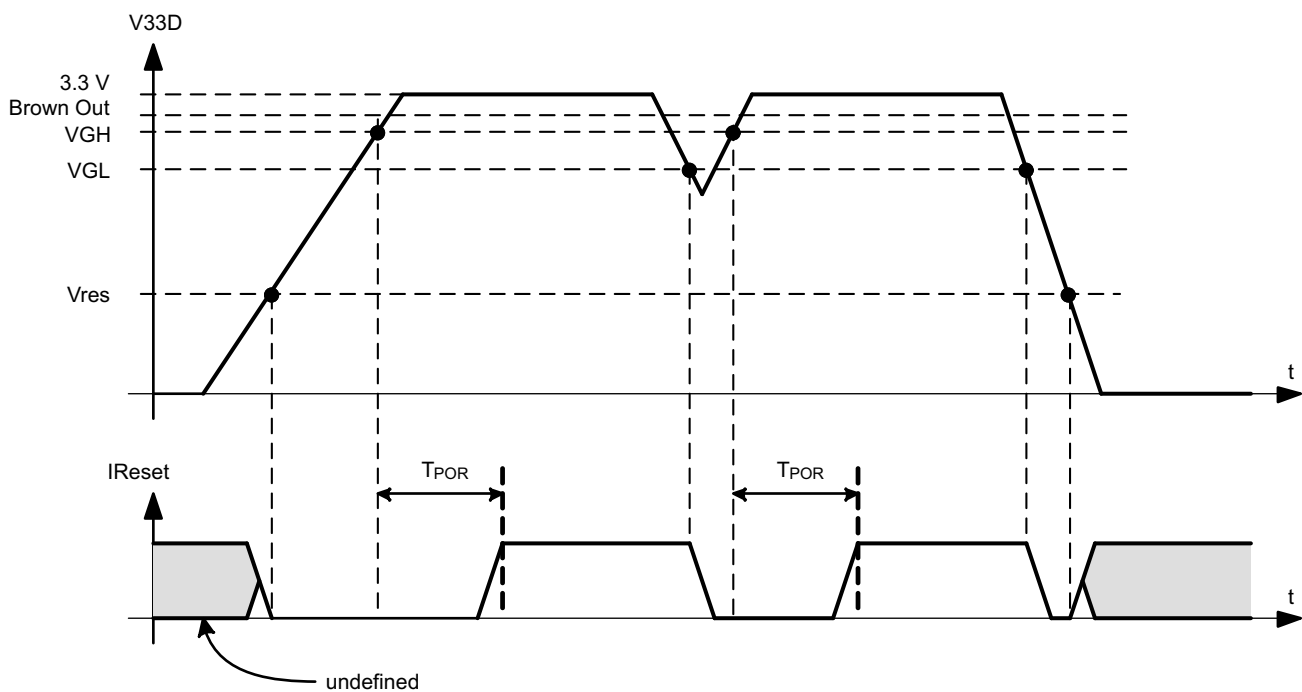 V33D
3.3 V
Brown Out
VGH
VGL
Vres
t
IReset
TPOR
TPOR
t
undefined